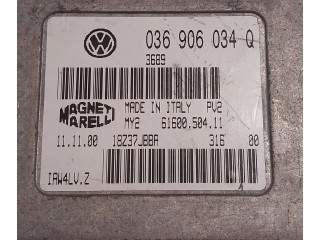 036 906 034 Q
3689
MAGNETI MARELLI
MADE IN ITALY PV2
MY2 61600.504.11
11.11.00 18Z37JBBA 316 00
IAW4LV.Z